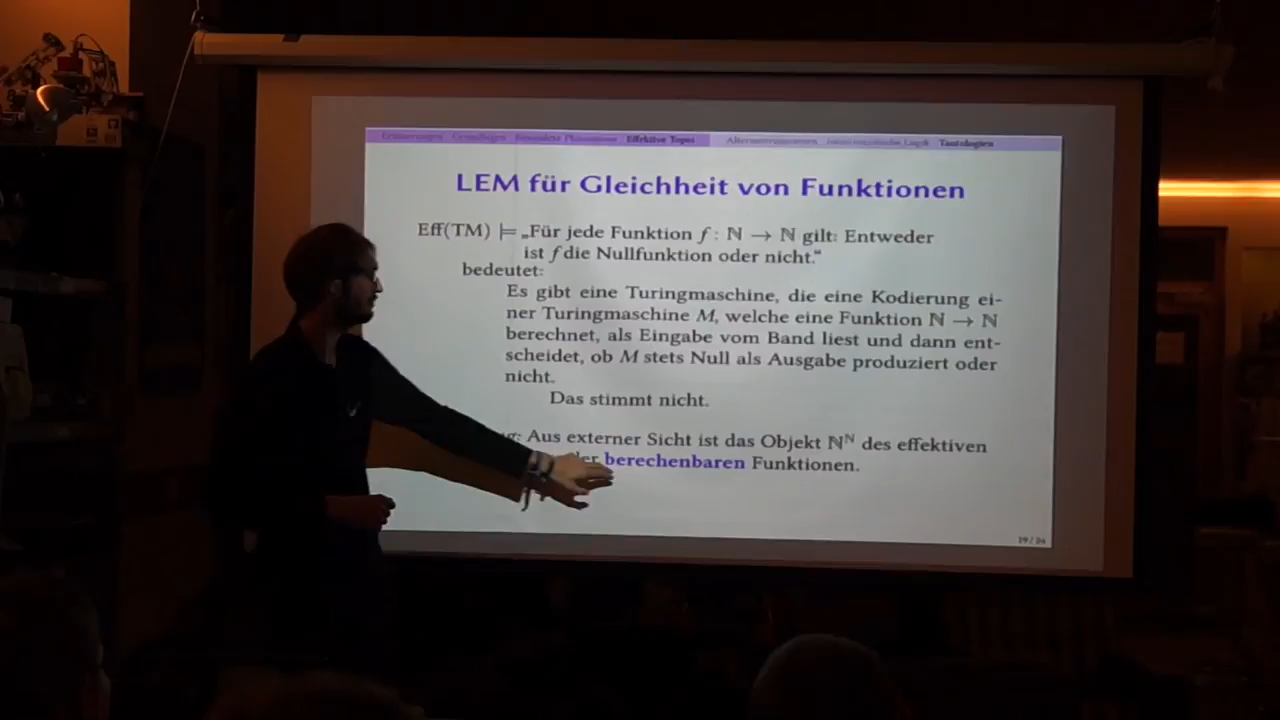 Erinnerungen Grundlagen Effektive Topoi Tautologien
LEM für Gleichheit von Funktionen
Eff(TM) ⊨ „Für jede Funktion f : ℕ → ℕ gilt: Entweder
ist f die Nullfunktion oder nicht.“
bedeutet:
Es gibt eine Turingmaschine, die eine Kodierung ei-
ner Turingmaschine M, welche eine Funktion ℕ → ℕ
berechnet, als Eingabe vom Band liest und dann ent-
scheidet, ob M stets Null als Ausgabe produziert oder
nicht.
Das stimmt nicht.
Aus externer Sicht ist das Objekt ℕ^ℕ des effektiven
berechenbaren Funktionen.